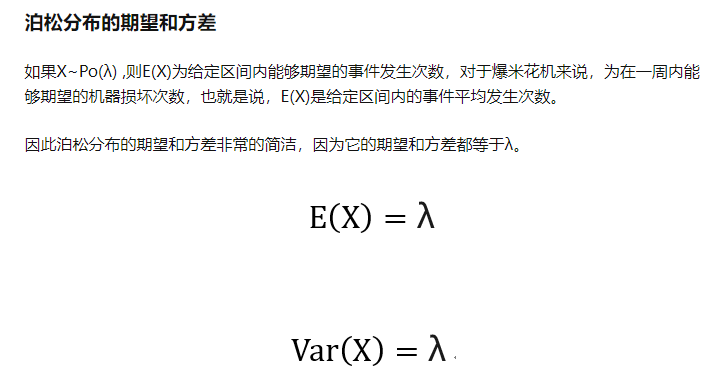 泊松分布的期望和方差
如果X~Po(λ) ,则E(X)为给定区间内能够期望的事件发生次数，对于爆米花机来说，为在一周内能
够期望的机器损坏次数，也就是说，E(X)是给定区间内的事件平均发生次数。
因此泊松分布的期望和方差非常的简洁，因为它的期望和方差都等于λ。
E(X) = λ
Var(X) = λ